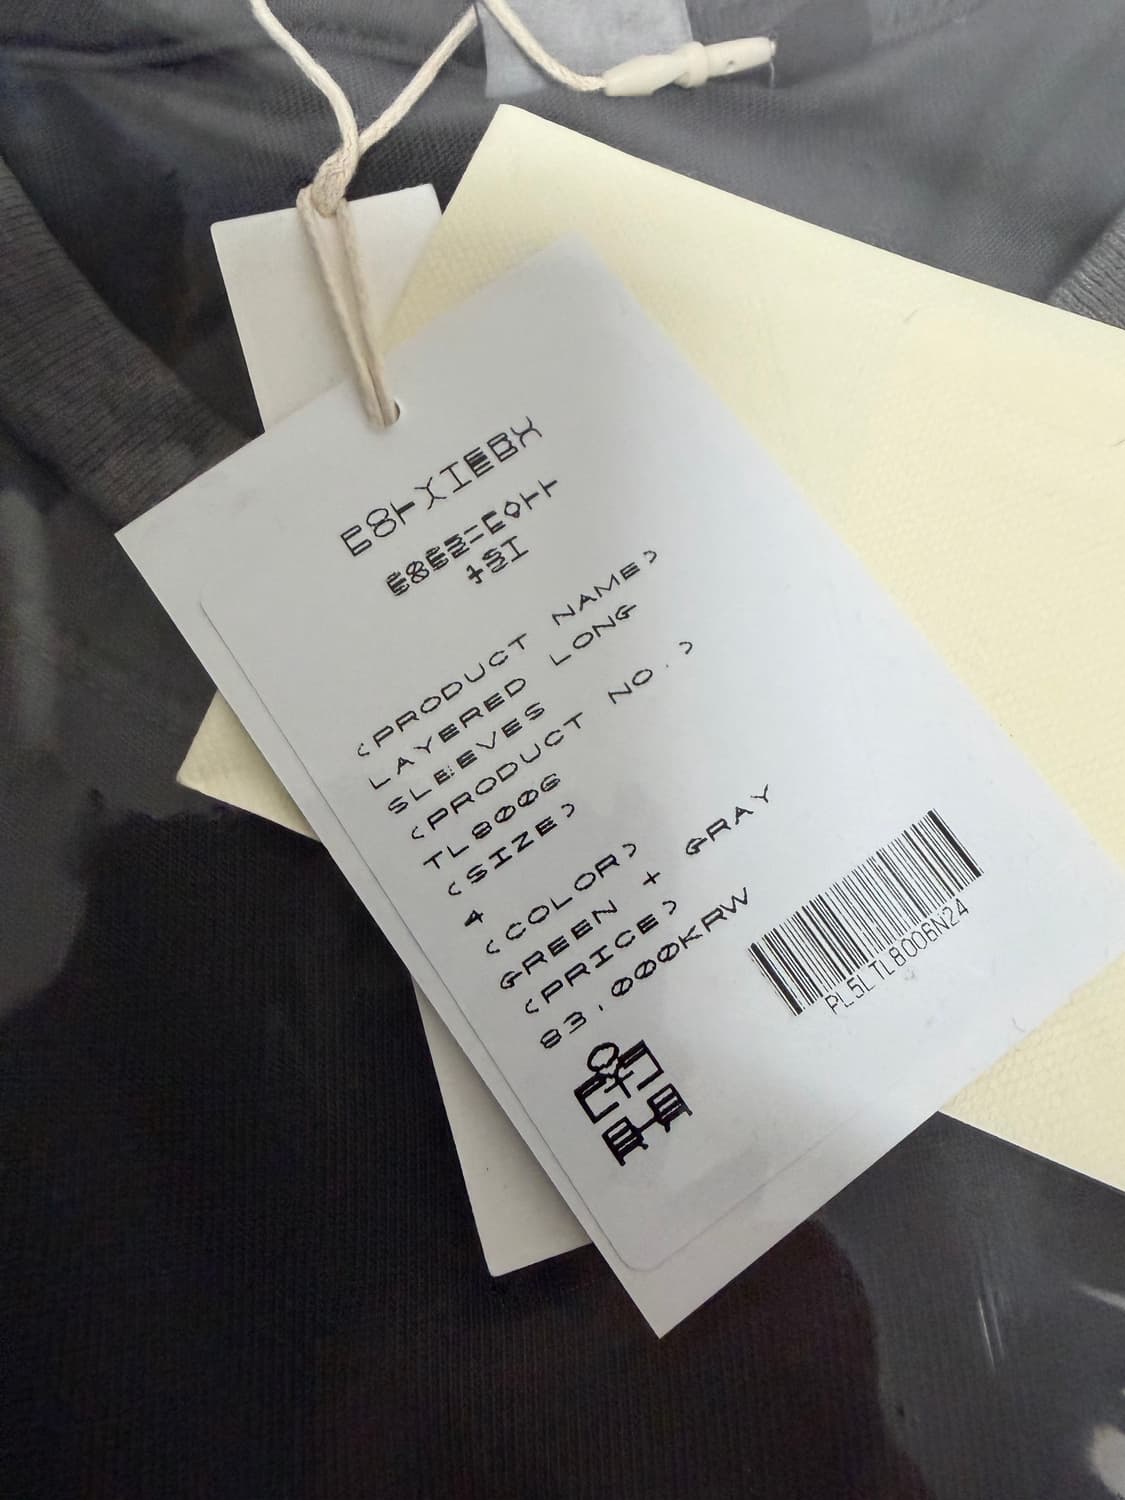 <PRODUCT NAME>
LAYERED LONG
SLEEVES
<PRODUCT NO.>
TL8006
<SIZE>
4
<COLOR>
GREEN + GRAY
<PRICE>
83,000KRW
PL5LTL8006N24